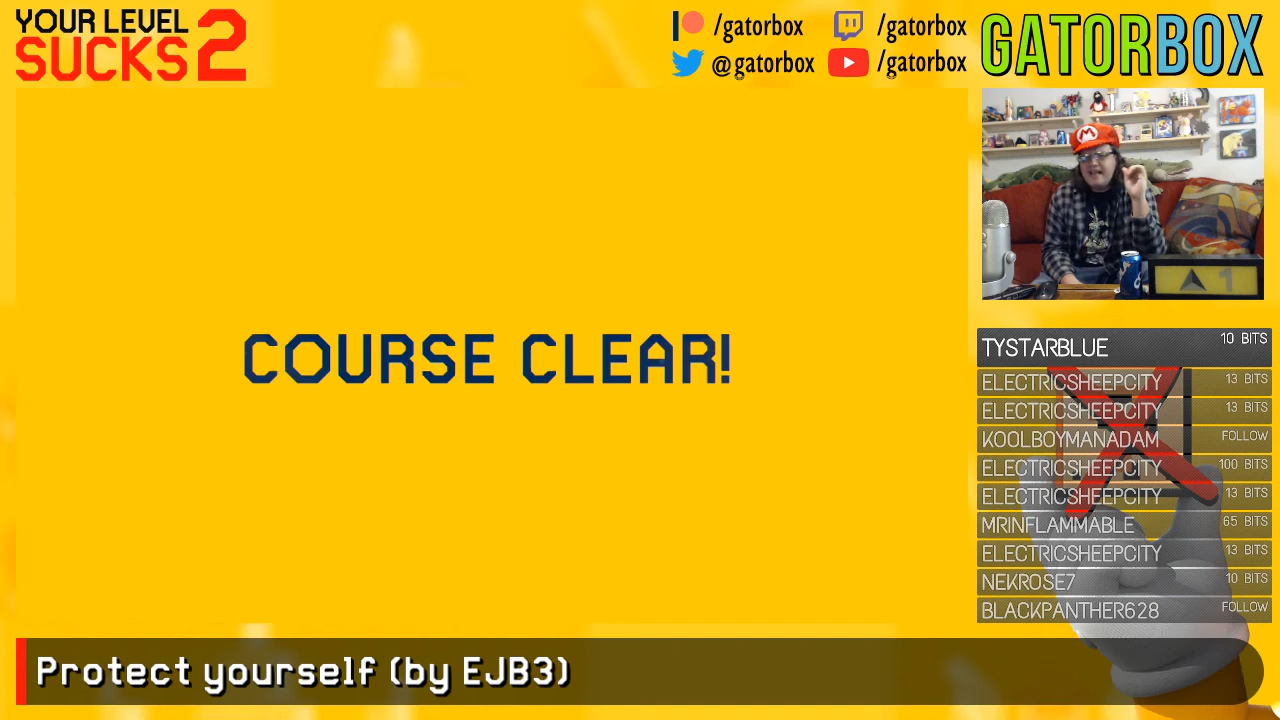 YOUR LEVEL
SUCKS 2
/gatorbox
/gatorbox
@gatorbox
/gatorbox
GATORBOX
M
1
COURSE CLEAR!
TYSTARBLUE 10 BITS
ELECTRICSHEEPCITY 13 BITS
ELECTRICSHEEPCITY 13 BITS
KOOLBOYMANADAM FOLLOW
ELECTRICSHEEPCITY 100 BITS
ELECTRICSHEEPCITY 13 BITS
MRINFLAMMABLE 65 BITS
ELECTRICSHEEPCITY 13 BITS
NEKROSE7 10 BITS
BLACKPANTHER628 FOLLOW
Protect yourself (by EJB3)